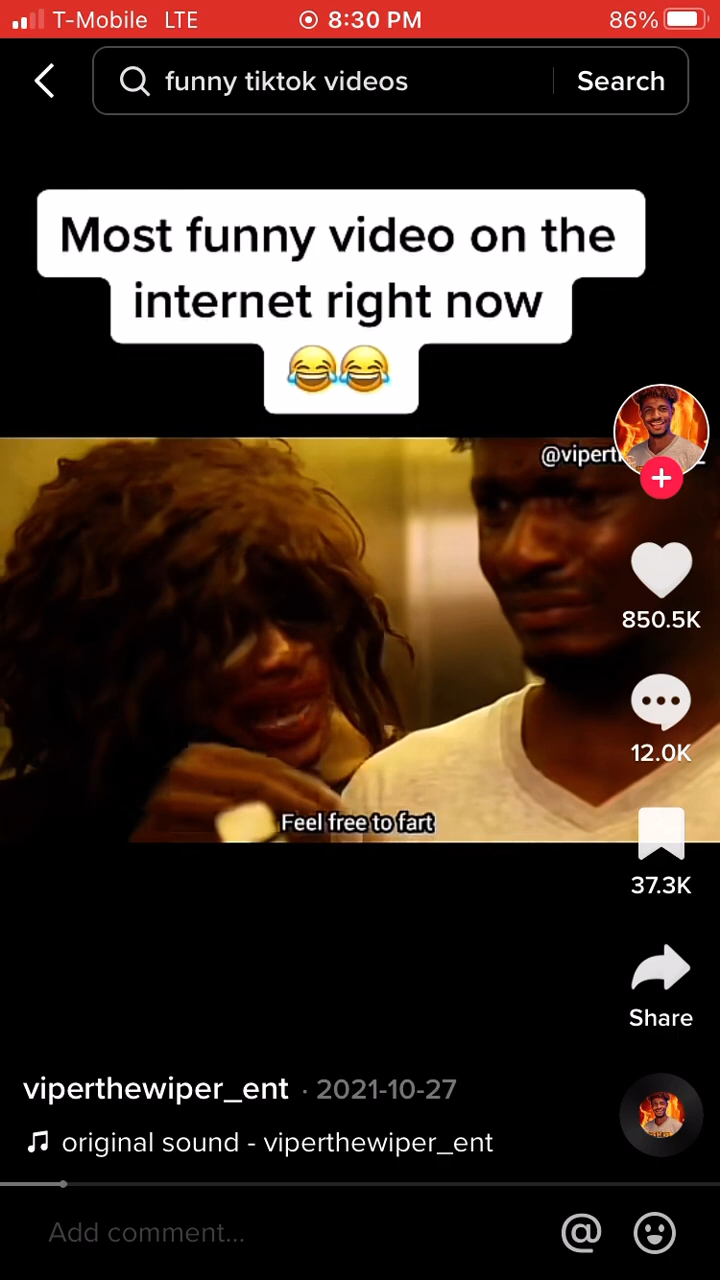 T-Mobile LTE 8:30 PM 86%
funny tiktok videos Search
Most funny video on the
internet right now
😂😂
850.5K
12.0K
Feel free to fart
37.3K
Share
viperthewiper_ent · 2021-10-27
original sound - viperthewiper_ent
Add comment...